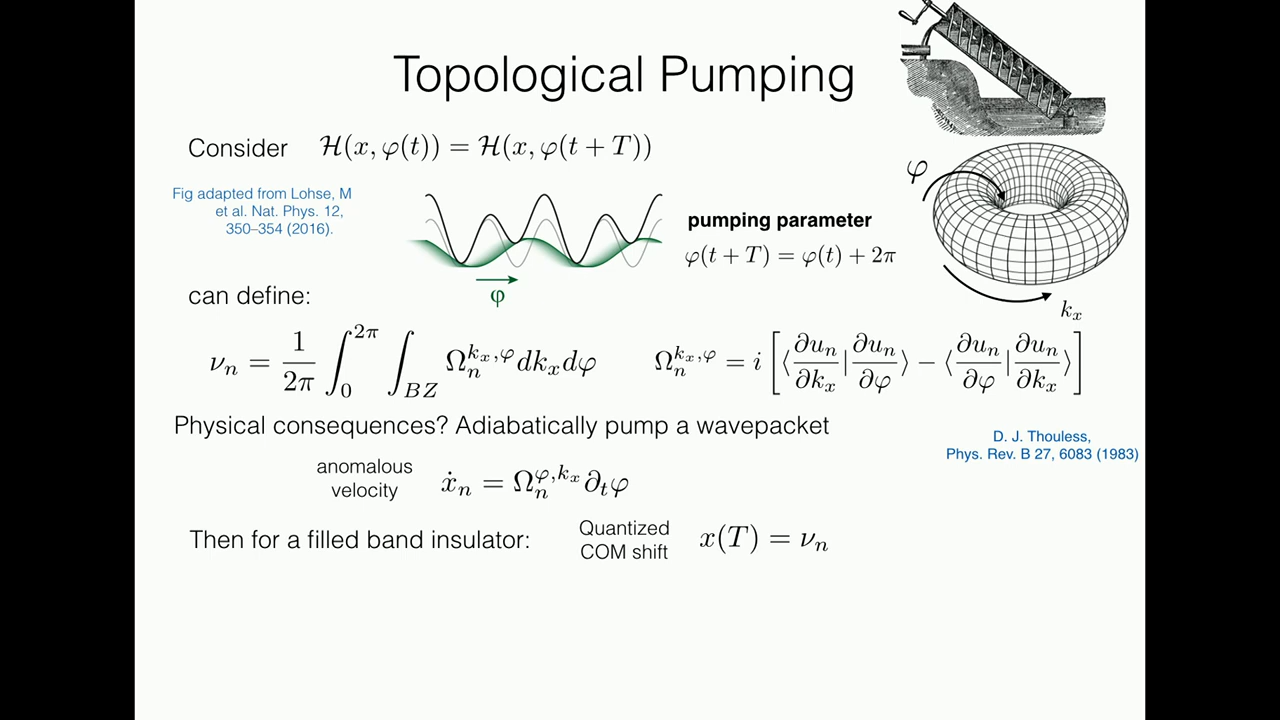 Topological Pumping
Consider ℋ(x, φ(t)) = ℋ(x, φ(t + T))
Fig adapted from Lohse, M
et al. Nat. Phys. 12,
350–354 (2016).
φ
pumping parameter
φ(t + T) = φ(t) + 2π
φ
k_x
can define:
ν_n = 1/2π ∫_0^{2π} ∫_{BZ} Ω_n^{k_x,φ} dk_x dφ
Ω_n^{k_x,φ} = i [⟨∂u_n/∂k_x | ∂u_n/∂φ⟩ − ⟨∂u_n/∂φ | ∂u_n/∂k_x⟩]
Physical consequences? Adiabatically pump a wavepacket
D. J. Thouless,
Phys. Rev. B 27, 6083 (1983)
anomalous
velocity
ẋ_n = Ω_n^{φ,k_x} ∂_t φ
Then for a filled band insulator:
Quantized
COM shift
x(T) = ν_n